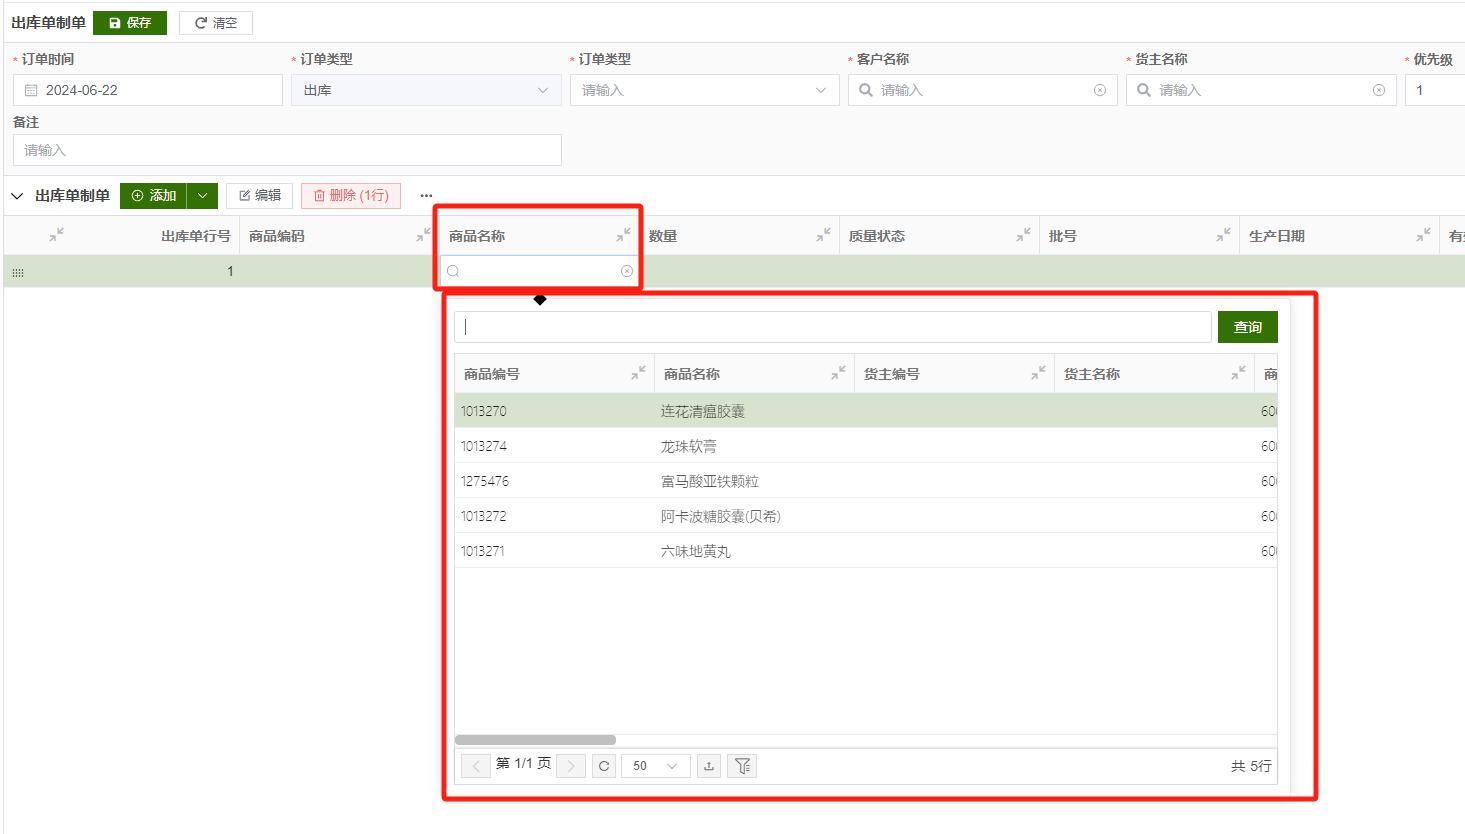 出库单制单 保存 清空
* 订单时间 * 订单类型 * 订单类型 * 客户名称 * 货主名称 * 优先级
2024-06-22 出库 请输入 请输入 请输入 1
备注
请输入
出库单制单 添加 编辑 删除 (1行) ···
出库单行号 商品编码 商品名称 数量 质量状态 批号 生产日期
1
查询
商品编号 商品名称 货主编号 货主名称 商
1013270 连花清瘟胶囊 60
1013274 龙珠软膏 60
1275476 富马酸亚铁颗粒 60
1013272 阿卡波糖胶囊(贝希) 60
1013271 六味地黄丸 60
第 1/1 页 50 共 5行